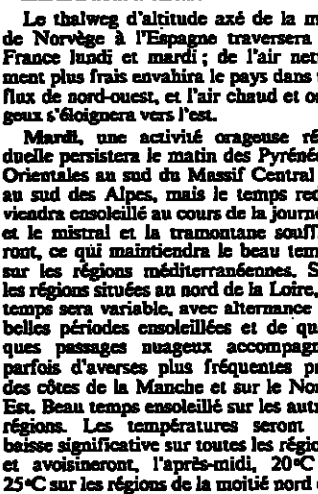 Le thalweg d'altitude axé de la m
de Norvège à l'Espagne traversera
France lundi et mardi ; de l'air net
ment plus frais envahira le pays dans
flux de nord-ouest, et l'air chaud et o
geux s'éloignera vers l'est.
Mardi, une activité orageuse ré
duelle persistera le matin des Pyréné
Orientales au sud du Massif Central
au sud des Alpes, mais le temps red
viendra ensoleillé au cours de la journé
et le mistral et la tramontane souffl
ront, ce qui maintiendra le beau tem
sur les régions méditerranéennes. S
les régions situées au nord de la Loire,
temps sera variable, avec alternance
belles périodes ensoleillées et de qu
ques passages nuageux accompagn
parfois d'averses plus fréquentes pr
des côtes de la Manche et sur le Nor
Est. Beau temps ensoleillé sur les autr
régions. Les températures seront
baisse significative sur toutes les région
et avoisineront, l'après-midi, 20°C
25°C sur les régions de la moitié nord